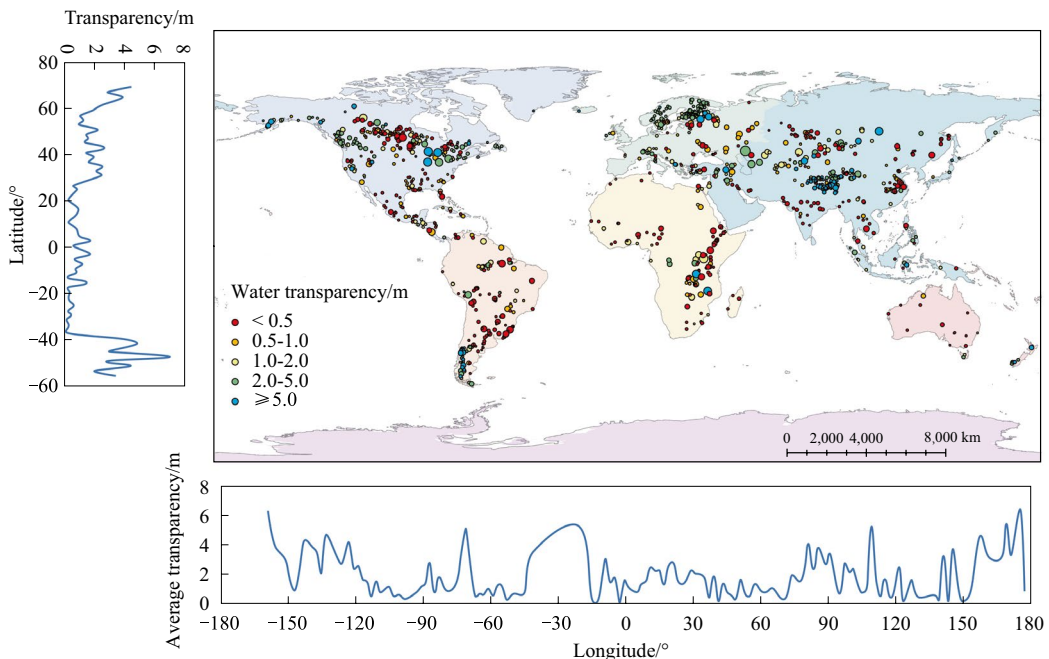 Transparency/m
0 2 4 6 8
80
60
40
20
0
−20
−40
−60
Latitude/°
Water transparency/m
< 0.5
0.5-1.0
1.0-2.0
2.0-5.0
⩾5.0
0 2,000 4,000 8,000 km
Average transparency/m
8
6
4
2
0
−180 −150 −120 −90 −60 −30 0 30 60 90 120 150 180
Longitude/°